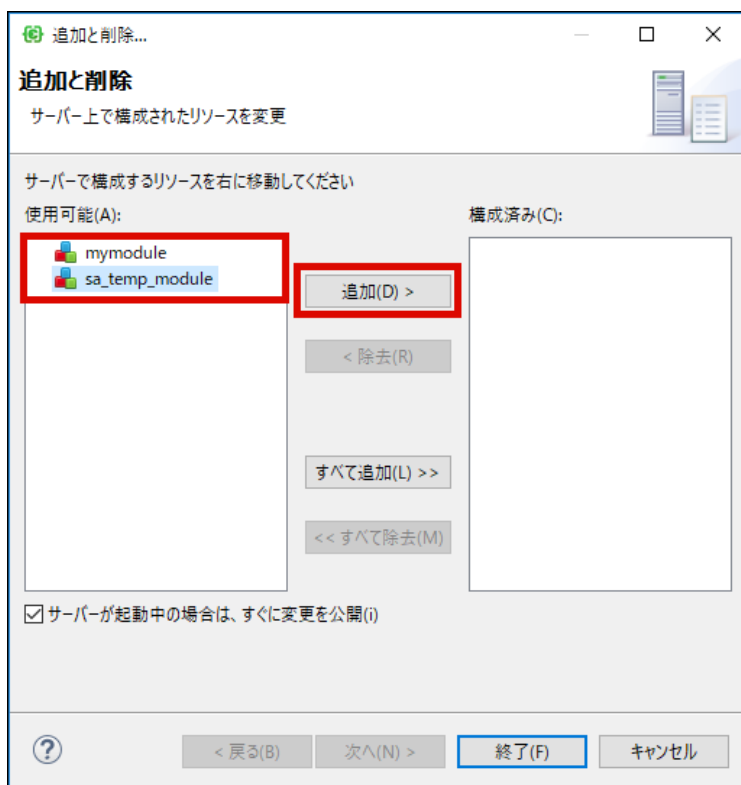 追加と削除...
追加と削除
サーバー上で構成されたリソースを変更
サーバーで構成するリソースを右に移動してください
使用可能(A):
構成済み(C):
mymodule
sa_temp_module
追加(D) >
< 除去(R)
すべて追加(L) >>
<< すべて除去(M)
サーバーが起動中の場合は、すぐに変更を公開(i)
< 戻る(B)
次へ(N) >
終了(F)
キャンセル